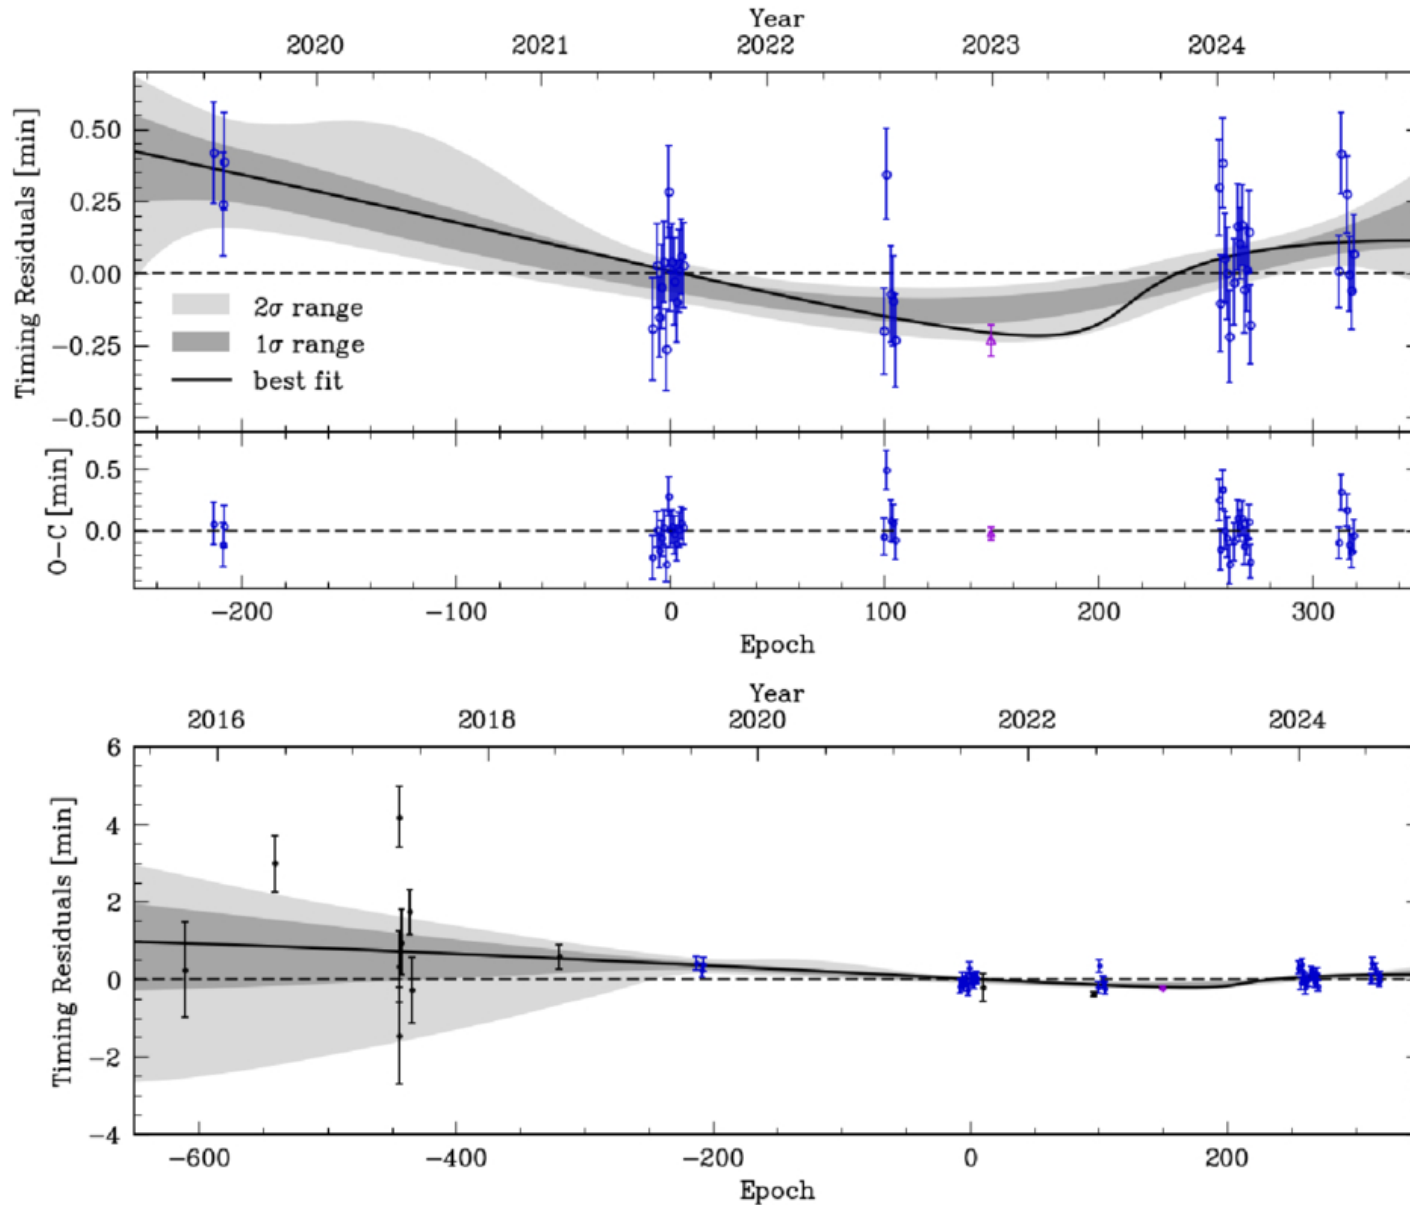 Year
2020 2021 2022 2023 2024
Timing Residuals [min]
0.50
0.25
0.00
−0.25
−0.50
2σ range
1σ range
best fit
O−C [min]
0.5
0.0
−200 −100 0 100 200 300
Epoch
Year
2016 2018 2020 2022 2024
Timing Residuals [min]
6
4
2
0
−2
−4
−600 −400 −200 0 200
Epoch